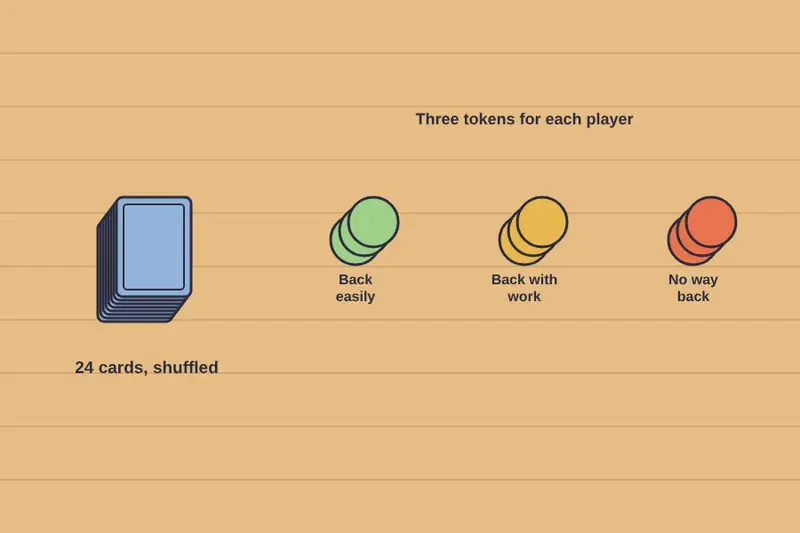 Three tokens for each player
Back
easily
Back with
work
No way
back
24 cards, shuffled